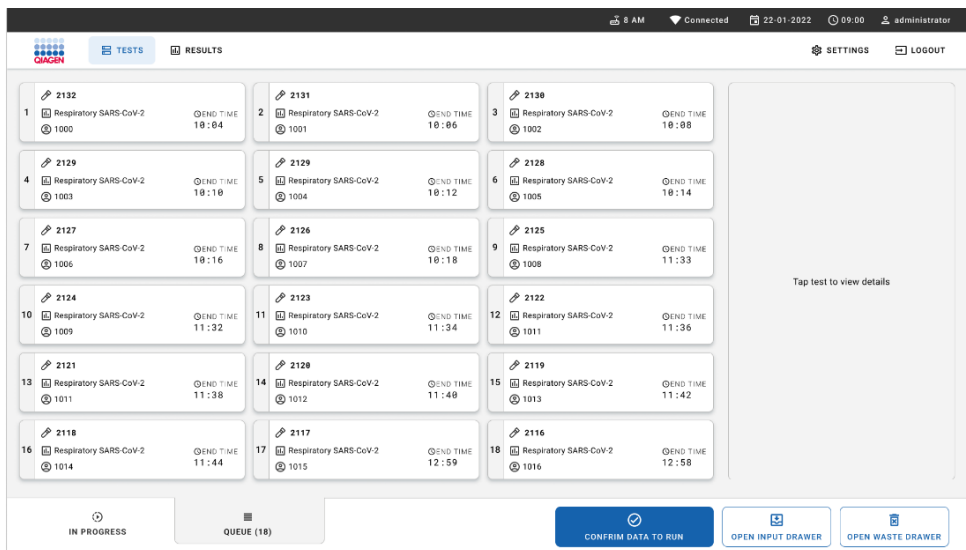 8 AM Connected 22-01-2022 09:00 administrator
QIAGEN TESTS RESULTS SETTINGS LOGOUT
1 2132 Respiratory SARS-CoV-2 1000 END TIME 10:04
2 2131 Respiratory SARS-CoV-2 1001 END TIME 10:06
3 2130 Respiratory SARS-CoV-2 1002 END TIME 10:08
4 2129 Respiratory SARS-CoV-2 1003 END TIME 10:10
5 2129 Respiratory SARS-CoV-2 1004 END TIME 10:12
6 2128 Respiratory SARS-CoV-2 1005 END TIME 10:14
7 2127 Respiratory SARS-CoV-2 1006 END TIME 10:16
8 2126 Respiratory SARS-CoV-2 1007 END TIME 10:18
9 2125 Respiratory SARS-CoV-2 1008 END TIME 11:33
Tap test to view details
10 2124 Respiratory SARS-CoV-2 1009 END TIME 11:32
11 2123 Respiratory SARS-CoV-2 1010 END TIME 11:34
12 2122 Respiratory SARS-CoV-2 1011 END TIME 11:36
13 2121 Respiratory SARS-CoV-2 1011 END TIME 11:38
14 2120 Respiratory SARS-CoV-2 1012 END TIME 11:40
15 2119 Respiratory SARS-CoV-2 1013 END TIME 11:42
16 2118 Respiratory SARS-CoV-2 1014 END TIME 11:44
17 2117 Respiratory SARS-CoV-2 1015 END TIME 12:59
18 2116 Respiratory SARS-CoV-2 1016 END TIME 12:58
IN PROGRESS QUEUE (18) CONFRIM DATA TO RUN OPEN INPUT DRAWER OPEN WASTE DRAWER